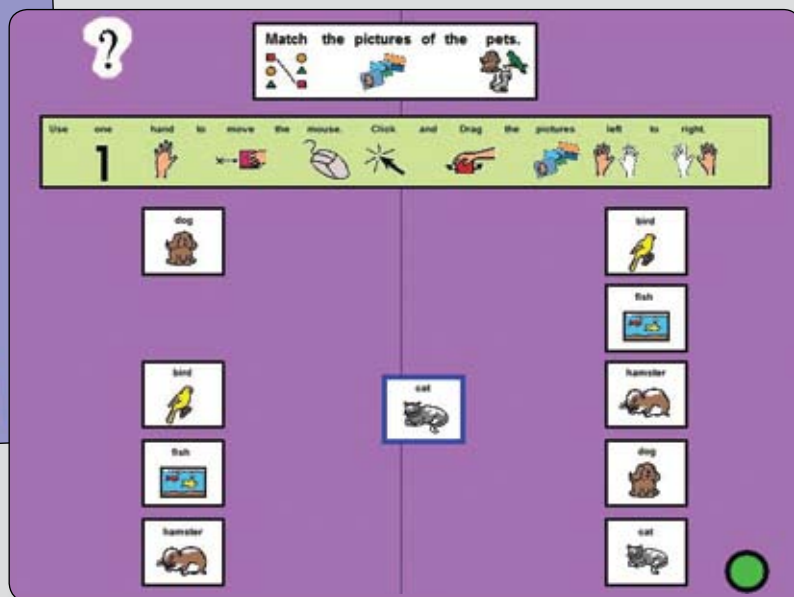 ?
Match the pictures of the pets.
Use one hand to move the mouse. Click and Drag the pictures left to right.
1
dog
bird
fish
hamster
cat
bird
fish
hamster
dog
cat